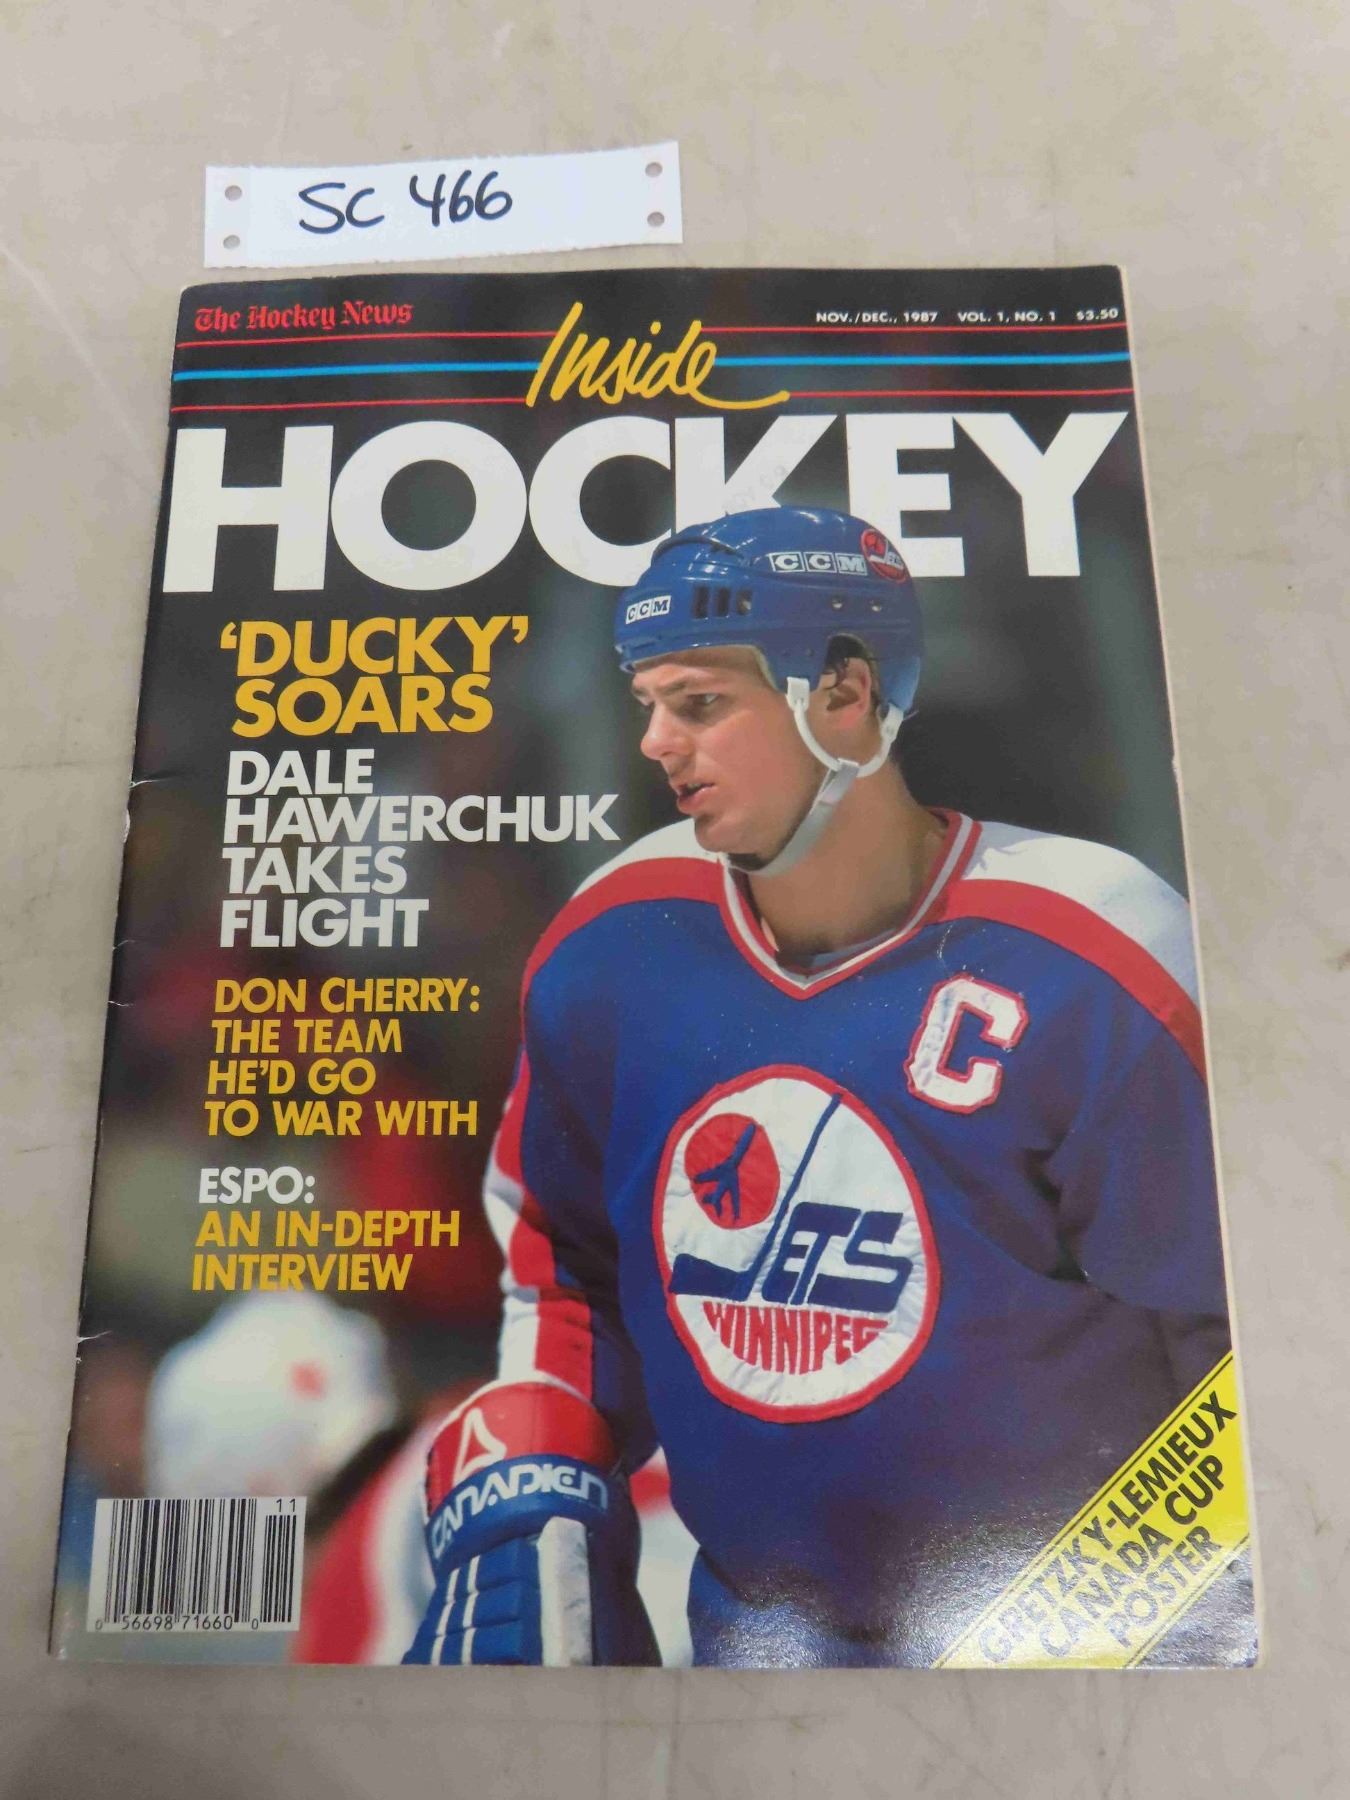 SC 466
The Hockey News
NOV./DEC., 1987 VOL. 1, NO. 1 $3.50
Inside
HOCKEY
CCM JETS
CCM
'DUCKY'
SOARS
DALE
HAWERCHUK
TAKES
FLIGHT
DON CHERRY:
THE TEAM
HE'D GO
TO WAR WITH
ESPO:
AN IN-DEPTH
INTERVIEW
C
JETS
WINNIPEG
CANADIEN
GRETZKY-LEMIEUX
CANADA CUP
POSTER
11
0 56698 71660 0